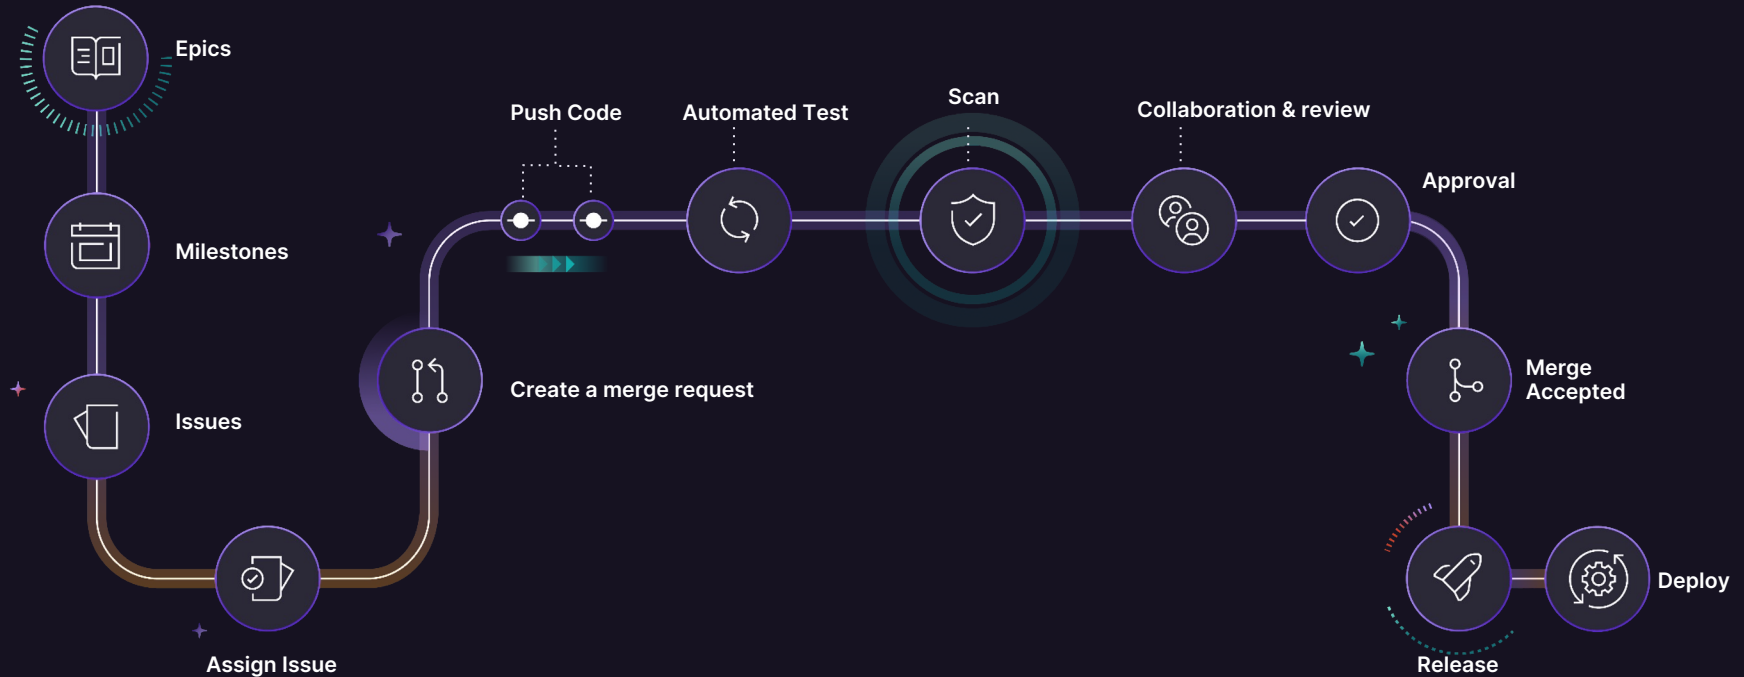 Epics
Milestones
Issues
Assign Issue
Create a merge request
Push Code
Automated Test
Scan
Collaboration & review
Approval
Merge
Accepted
Release
Deploy